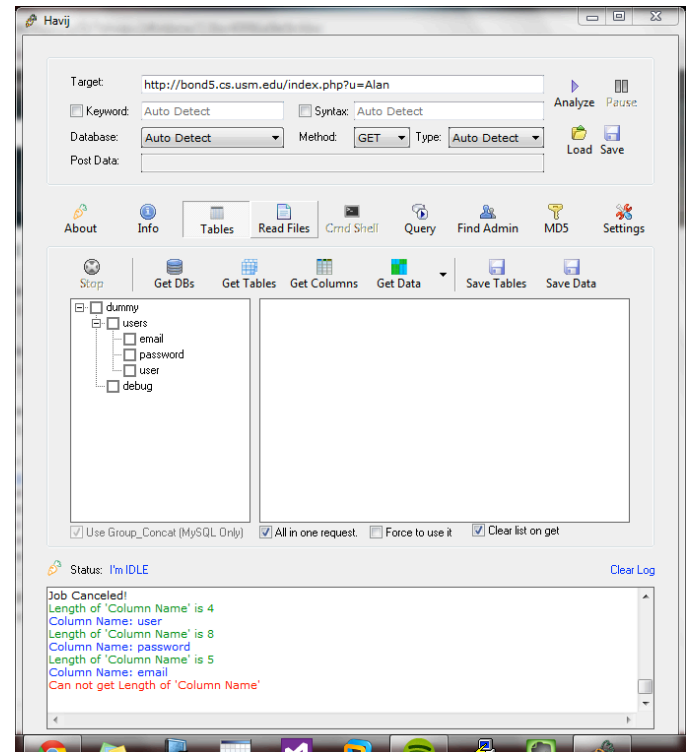 Havij
Target: http://bond5.cs.usm.edu/index.php?u=Alan
Analyze Pause
Keyword: Auto Detect Syntax: Auto Detect
Database: Auto Detect Method: GET Type: Auto Detect
Load Save
Post Data:
About Info Tables Read Files Cmd Shell Query Find Admin MD5 Settings
Stop Get DBs Get Tables Get Columns Get Data Save Tables Save Data
dummy
users
email
password
user
debug
Use Group_Concat (MySQL Only) All in one request. Force to use it Clear list on get
Status: I'm IDLE Clear Log
Job Canceled!
Length of 'Column Name' is 4
Column Name: user
Length of 'Column Name' is 8
Column Name: password
Length of 'Column Name' is 5
Column Name: email
Can not get Length of 'Column Name'